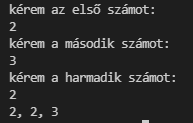 kérem az első számot:
2
kérem a második számot:
3
kérem a harmadik számot:
2
2, 2, 3